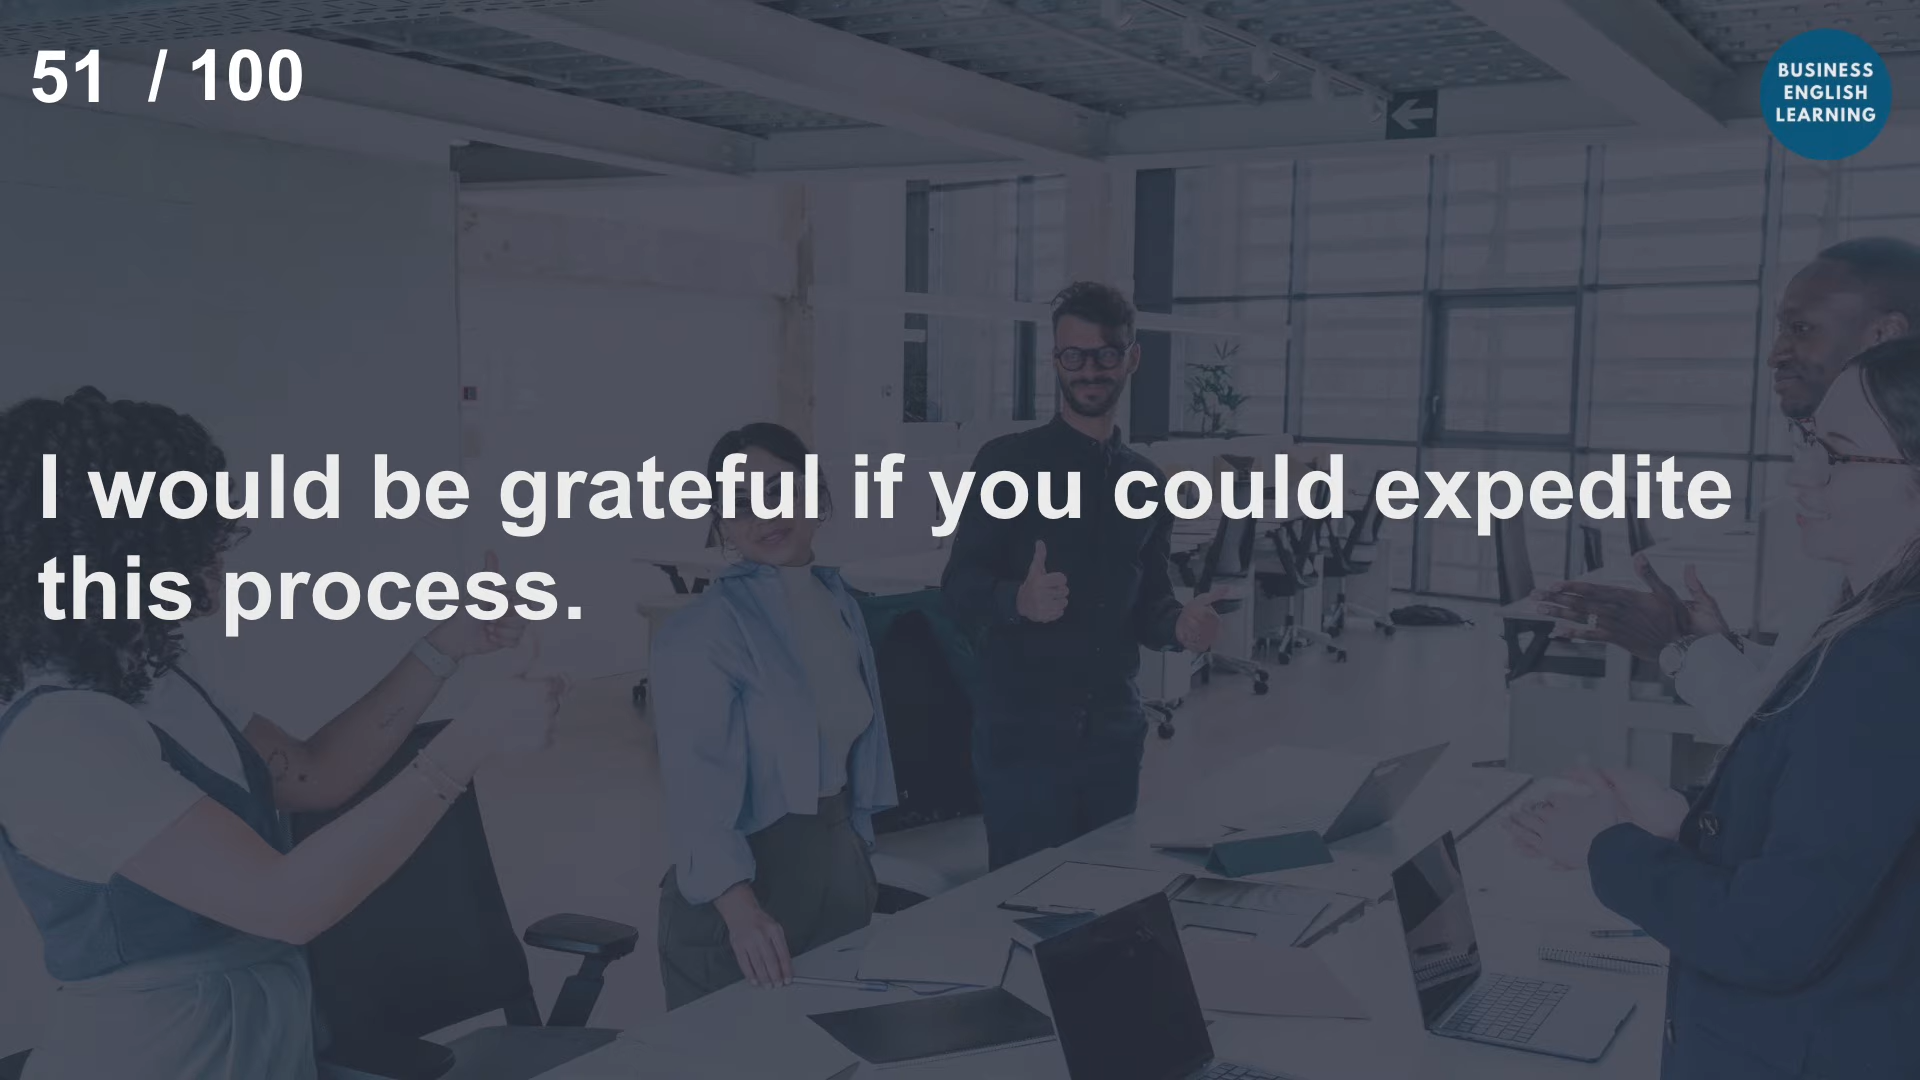 51 / 100
BUSINESS
ENGLISH
LEARNING
I would be grateful if you could expedite
this process.